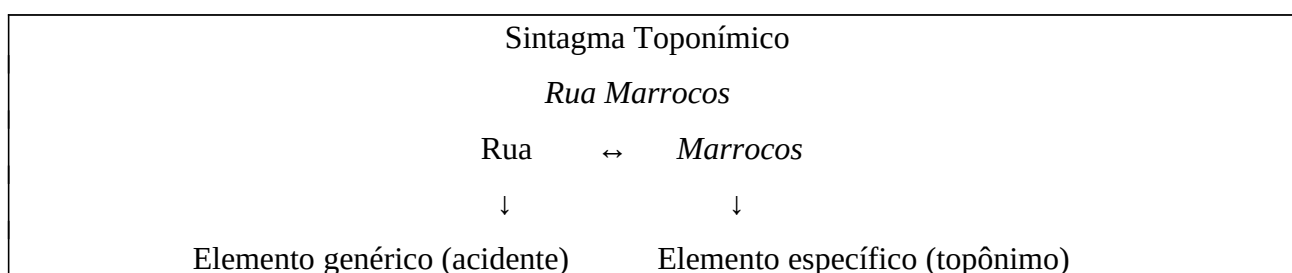 Sintagma Toponímico
Rua Marrocos
Rua ↔ Marrocos
↓ ↓
Elemento genérico (acidente) Elemento específico (topônimo)